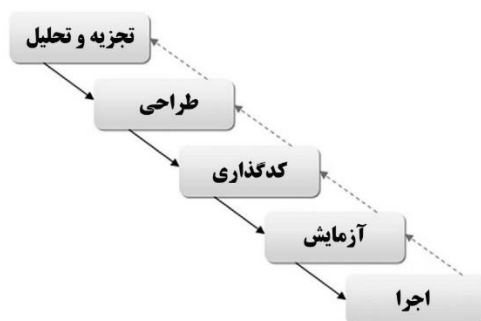 تجزیه و تحلیل
طراحی
کدگذاری
آزمایش
اجرا